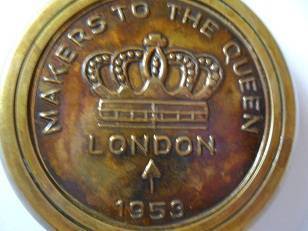 MAKERS TO THE QUEEN
LONDON
1953